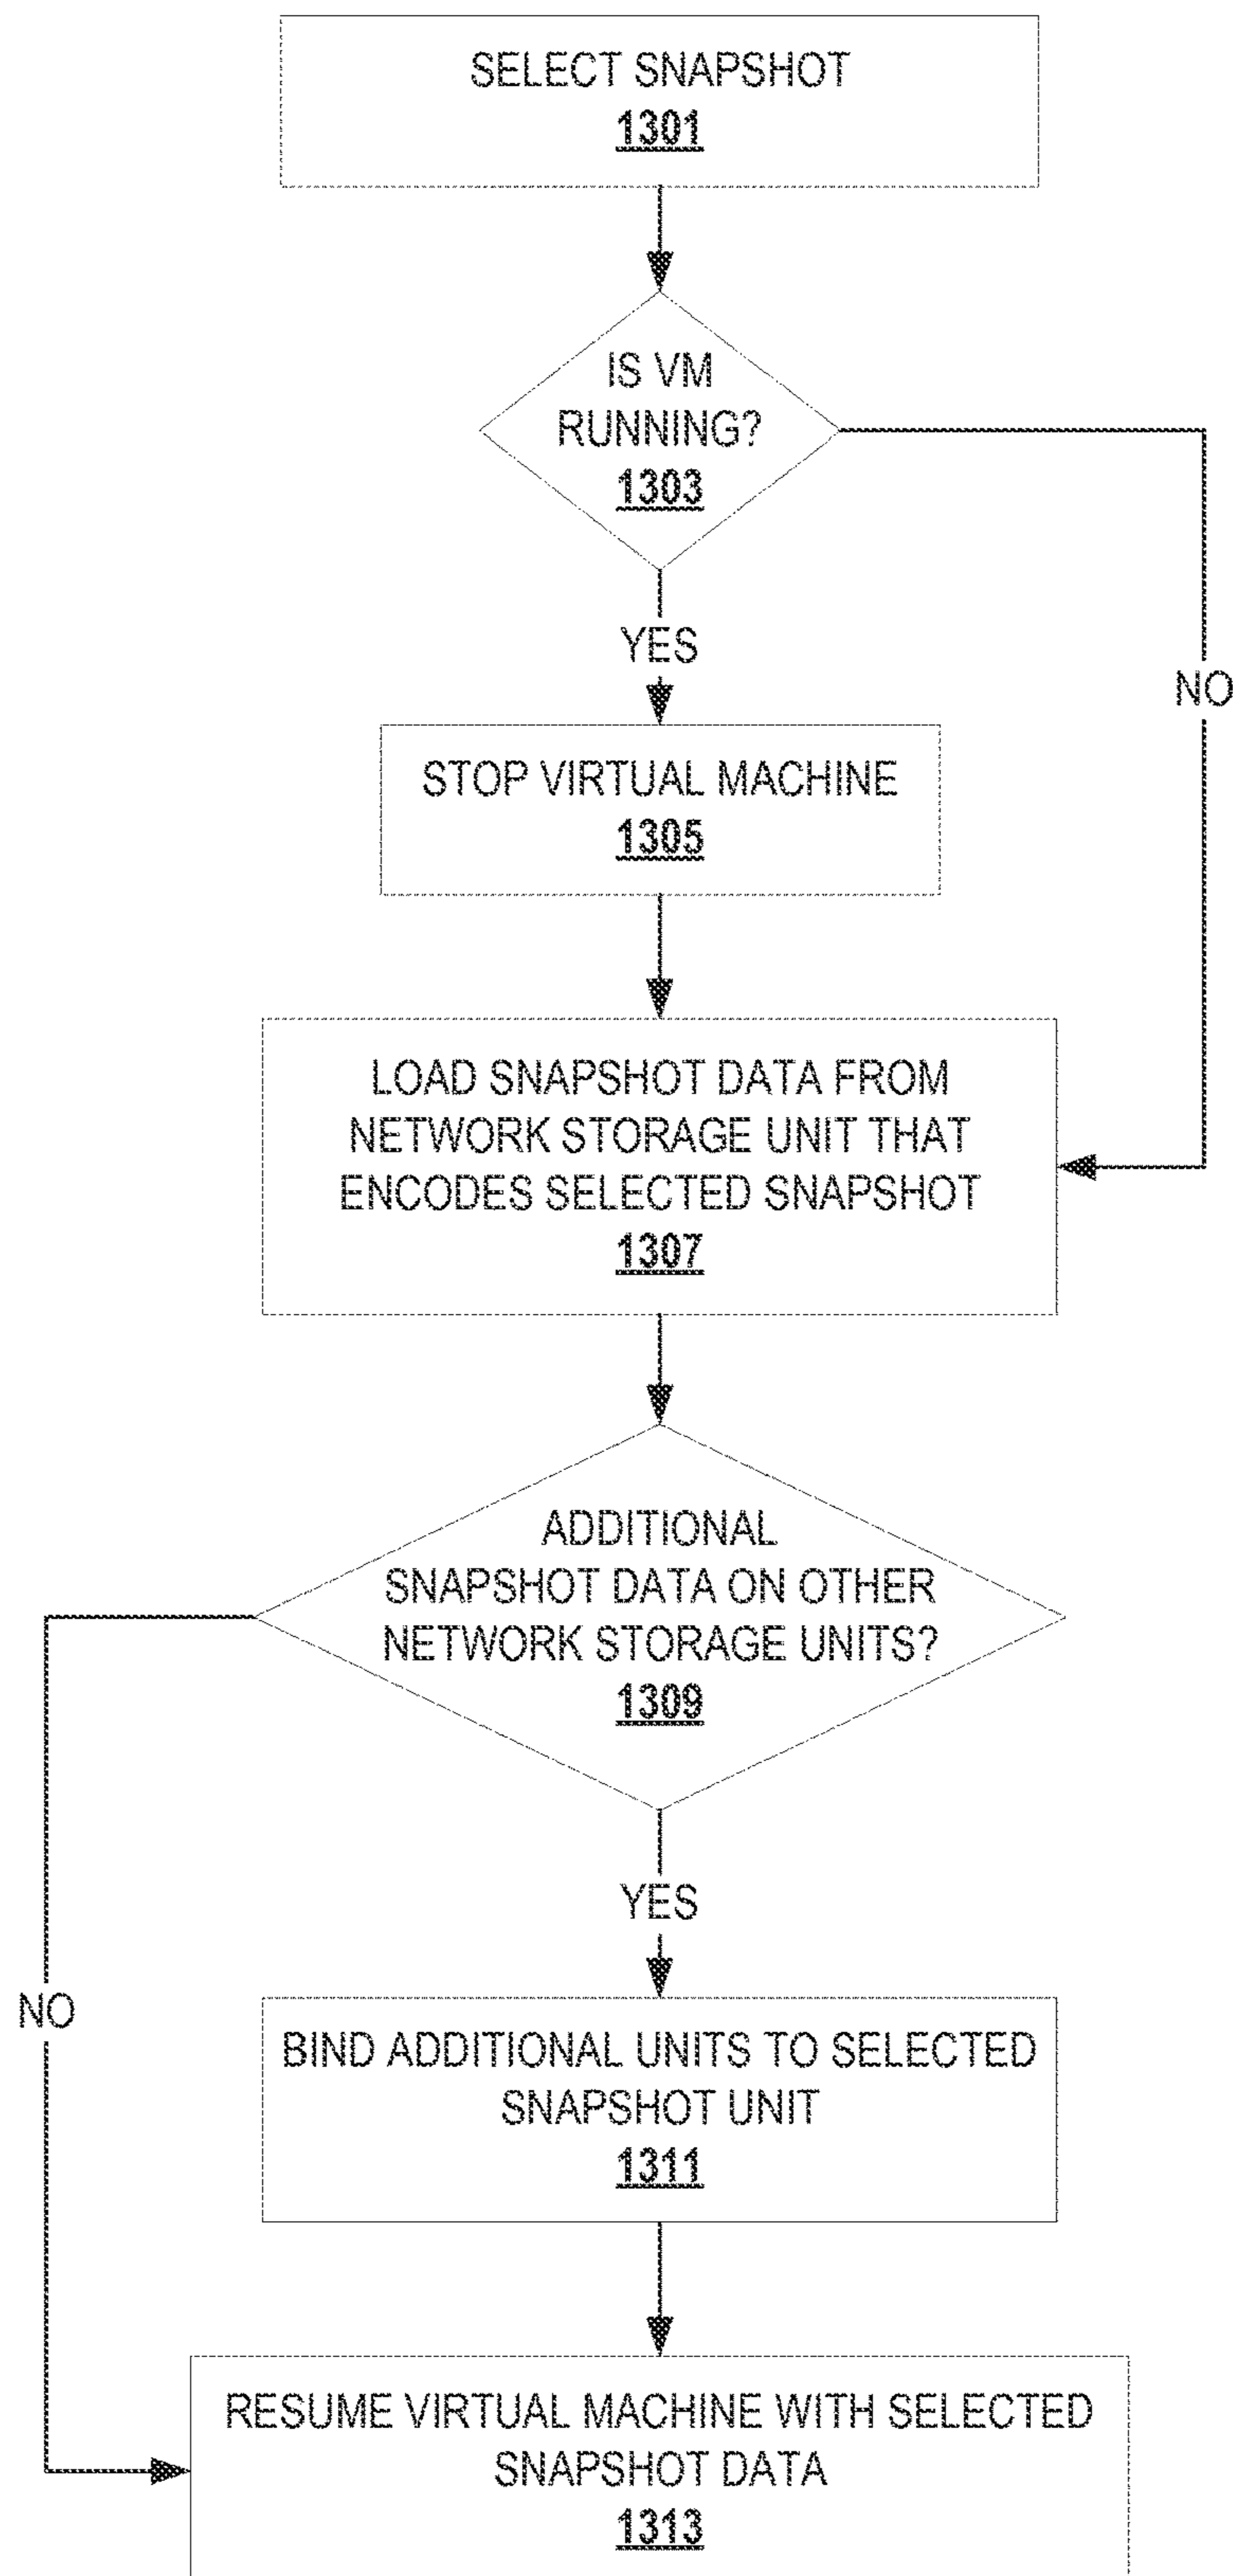 SELECT SNAPSHOT
1301
IS VM
RUNNING?
1303
YES
NO
STOP VIRTUAL MACHINE
1305
LOAD SNAPSHOT DATA FROM
NETWORK STORAGE UNIT THAT
ENCODES SELECTED SNAPSHOT
1307
ADDITIONAL
SNAPSHOT DATA ON OTHER
NETWORK STORAGE UNITS?
1309
YES
NO
BIND ADDITIONAL UNITS TO SELECTED
SNAPSHOT UNIT
1311
RESUME VIRTUAL MACHINE WITH SELECTED
SNAPSHOT DATA
1313